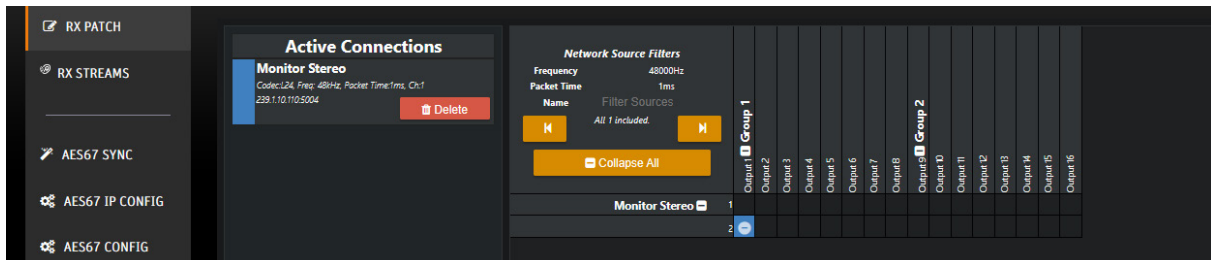 RX PATCH
RX STREAMS
AES67 SYNC
AES67 IP CONFIG
AES67 CONFIG
Active Connections
Monitor Stereo
Codec:L24, Freq: 48kHz, Packet Time:1ms, Ch:1
239.1.10.110:5004
Delete
Network Source Filters
Frequency 48000Hz
Packet Time 1ms
Name Filter Sources
All 1 included.
Collapse All
Output 1 Group 1
Output 2
Output 3
Output 4
Output 5
Output 6
Output 7
Output 8
Output 9 Group 2
Output 10
Output 11
Output 12
Output 13
Output 14
Output 15
Output 16
Monitor Stereo 1
2